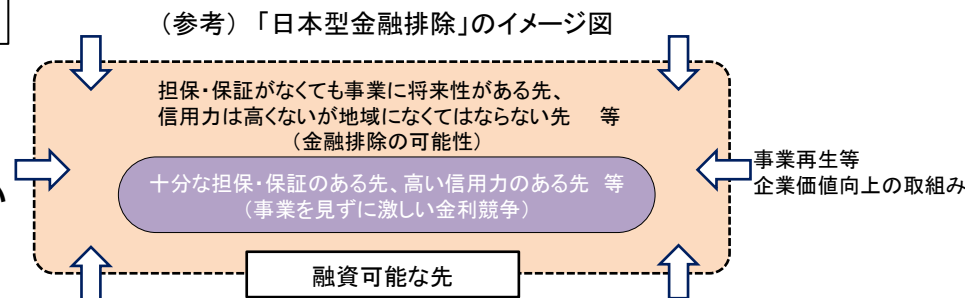 (参考)「日本型金融排除」のイメージ図
担保・保証がなくても事業に将来性がある先、
信用力は高くないが地域になくてはならない先 等
(金融排除の可能性)
十分な担保・保証のある先、高い信用力のある先 等
(事業を見ずに激しい金利競争)
事業再生等
企業価値向上の取組み
融資可能な先